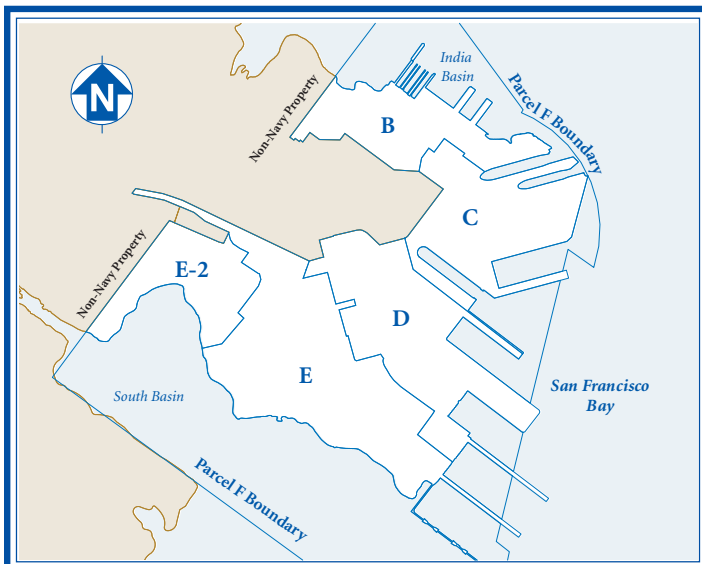 India
Basin
Parcel F Boundary
N
Non-Navy Property
B
C
Non-Navy Property
E-2
D
E
San Francisco
Bay
South Basin
Parcel F Boundary